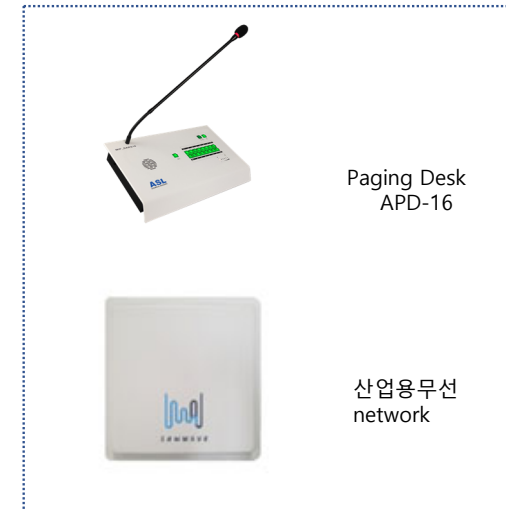 ASL
Paging Desk
APD-16
산업용무선
network